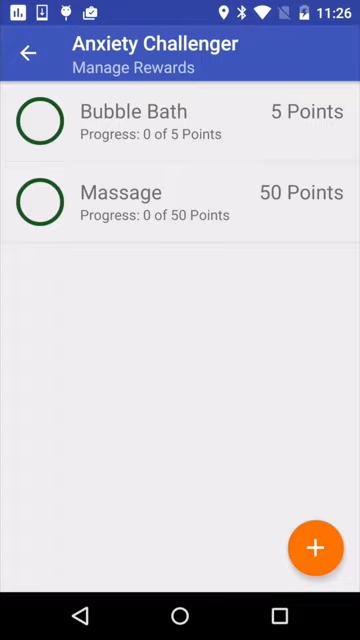 11:26
Anxiety Challenger
Manage Rewards
Bubble Bath 5 Points
Progress: 0 of 5 Points
Massage 50 Points
Progress: 0 of 50 Points